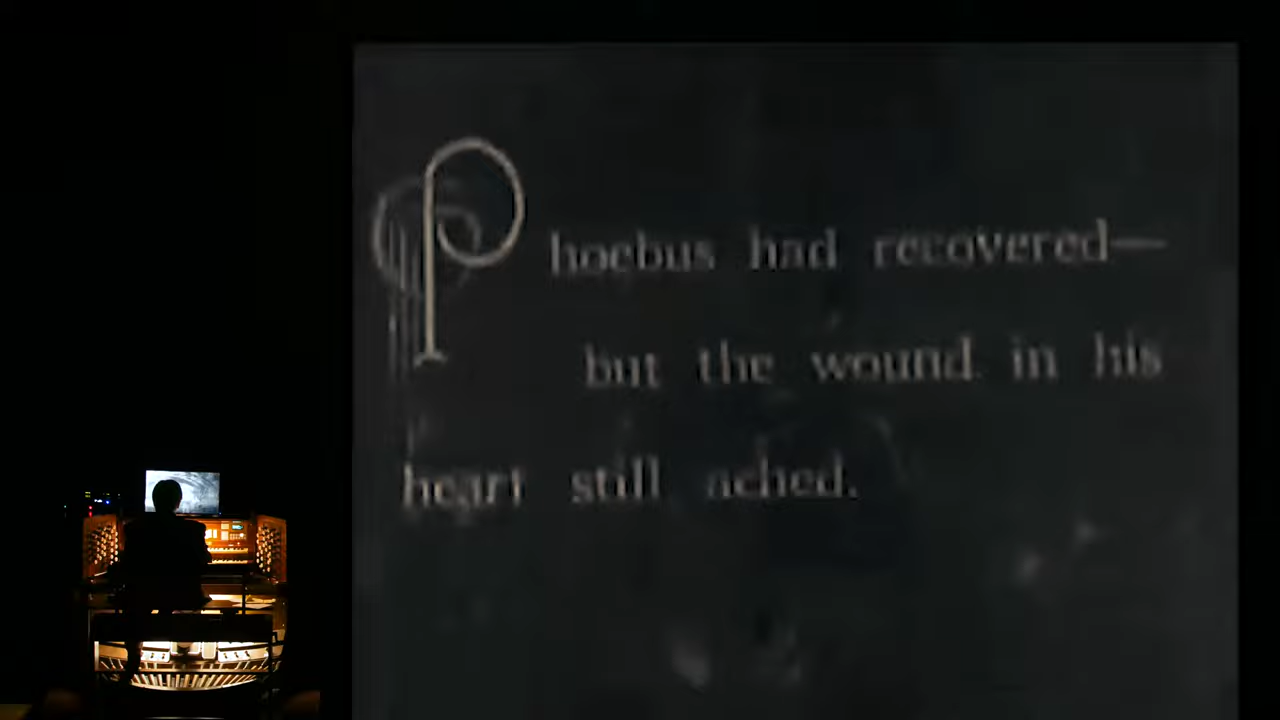 Phoebus had recovered—
but the wound in his
heart still ached.